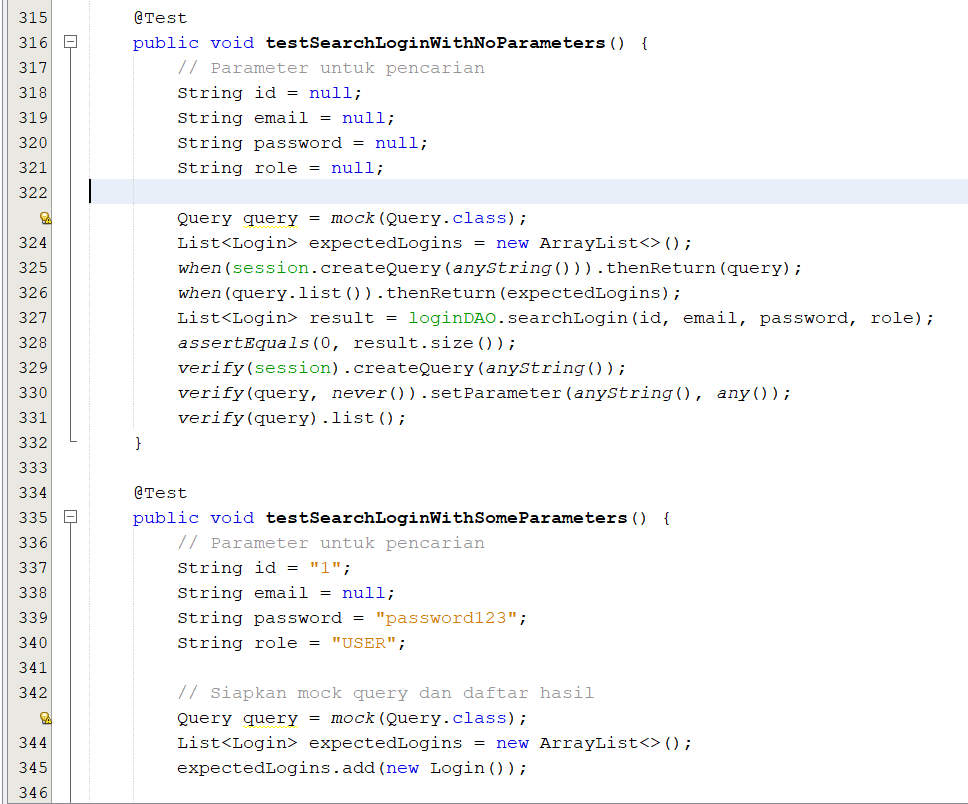 315 @Test
316 public void testSearchLoginWithNoParameters() {
317 // Parameter untuk pencarian
318 String id = null;
319 String email = null;
320 String password = null;
321 String role = null;
322
Query query = mock(Query.class);
324 List<Login> expectedLogins = new ArrayList<>();
325 when(session.createQuery(anyString())).thenReturn(query);
326 when(query.list()).thenReturn(expectedLogins);
327 List<Login> result = loginDAO.searchLogin(id, email, password, role);
328 assertEquals(0, result.size());
329 verify(session).createQuery(anyString());
330 verify(query, never()).setParameter(anyString(), any());
331 verify(query).list();
332 }
333
334 @Test
335 public void testSearchLoginWithSomeParameters() {
336 // Parameter untuk pencarian
337 String id = "1";
338 String email = null;
339 String password = "password123";
340 String role = "USER";
341
342 // Siapkan mock query dan daftar hasil
Query query = mock(Query.class);
344 List<Login> expectedLogins = new ArrayList<>();
345 expectedLogins.add(new Login());
346